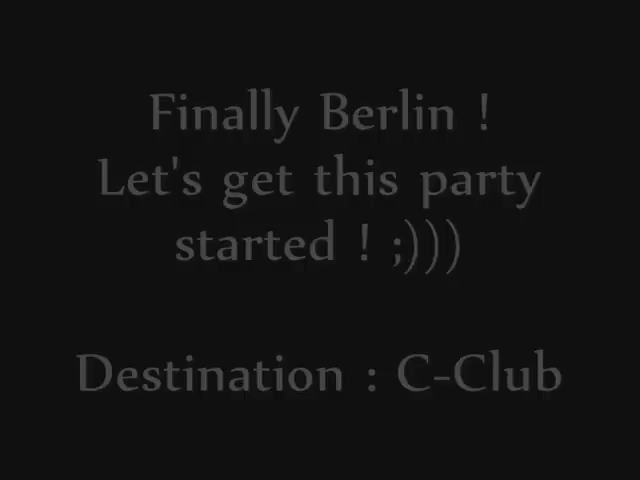 Finally Berlin !
Let's get this party
started ! ;)))
Destination : C-Club